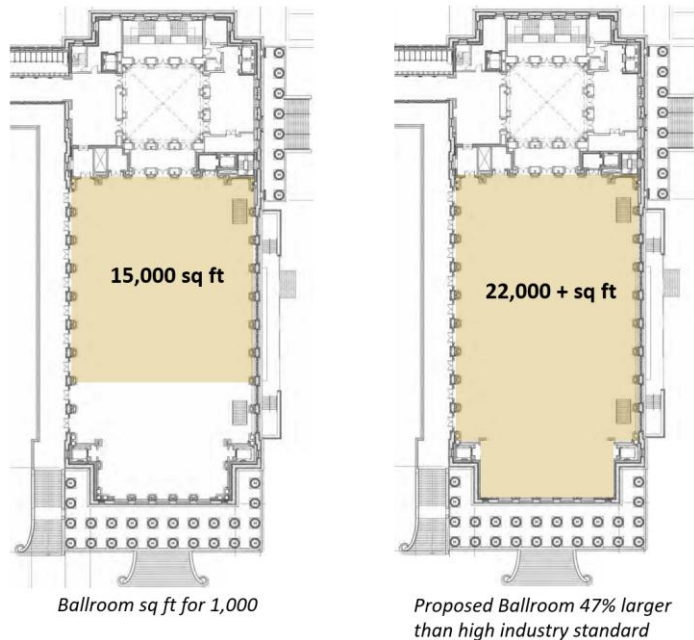 15,000 sq ft
22,000 + sq ft
Ballroom sq ft for 1,000
Proposed Ballroom 47% larger
than high industry standard